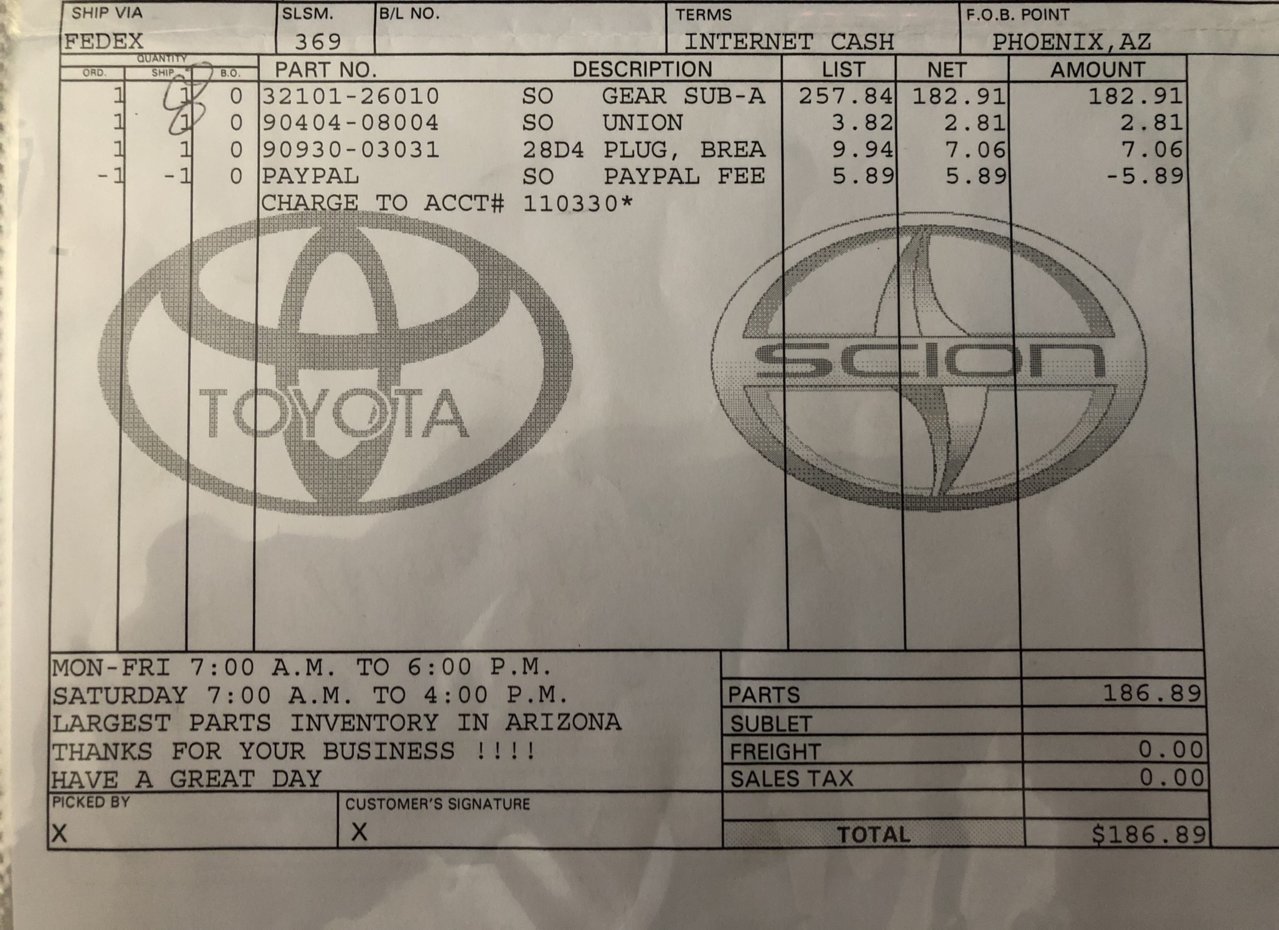 SHIP VIA SLSM. B/L NO. TERMS F.O.B. POINT
FEDEX 369 INTERNET CASH PHOENIX,AZ
QUANTITY
ORD. SHIP B.O. PART NO. DESCRIPTION LIST NET AMOUNT
1 1 0 32101-26010 SO GEAR SUB-A 257.84 182.91 182.91
1 1 0 90404-08004 SO UNION 3.82 2.81 2.81
1 1 0 90930-03031 28D4 PLUG, BREA 9.94 7.06 7.06
-1 -1 0 PAYPAL SO PAYPAL FEE 5.89 5.89 -5.89
CHARGE TO ACCT# 110330*
TOYOTA
SCION
MON-FRI 7:00 A.M. TO 6:00 P.M.
SATURDAY 7:00 A.M. TO 4:00 P.M.
LARGEST PARTS INVENTORY IN ARIZONA
THANKS FOR YOUR BUSINESS !!!!
HAVE A GREAT DAY
PARTS 186.89
SUBLET
FREIGHT 0.00
SALES TAX 0.00
PICKED BY CUSTOMER'S SIGNATURE
X X
TOTAL $186.89